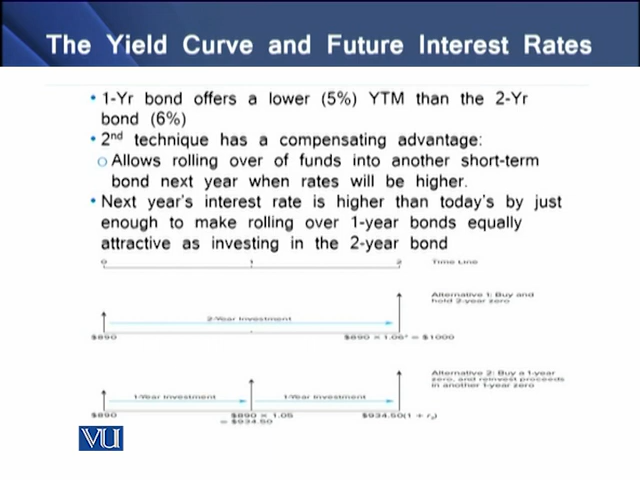 The Yield Curve and Future Interest Rates
• 1-Yr bond offers a lower (5%) YTM than the 2-Yr
bond (6%)
• 2nd technique has a compensating advantage:
o Allows rolling over of funds into another short-term
bond next year when rates will be higher.
• Next year's interest rate is higher than today's by just
enough to make rolling over 1-year bonds equally
attractive as investing in the 2-year bond
0 1 2 Time Line
Alternative 1: Buy and
hold 2-year zero
2-Year Investment
$890 $890 × 1.06² = $1000
Alternative 2: Buy a 1-year
zero, and reinvest proceeds
in another 1-year zero
1-Year Investment 1-Year Investment
$890 $890 × 1.05 $934.50(1 + r₂)
= $934.50
VU